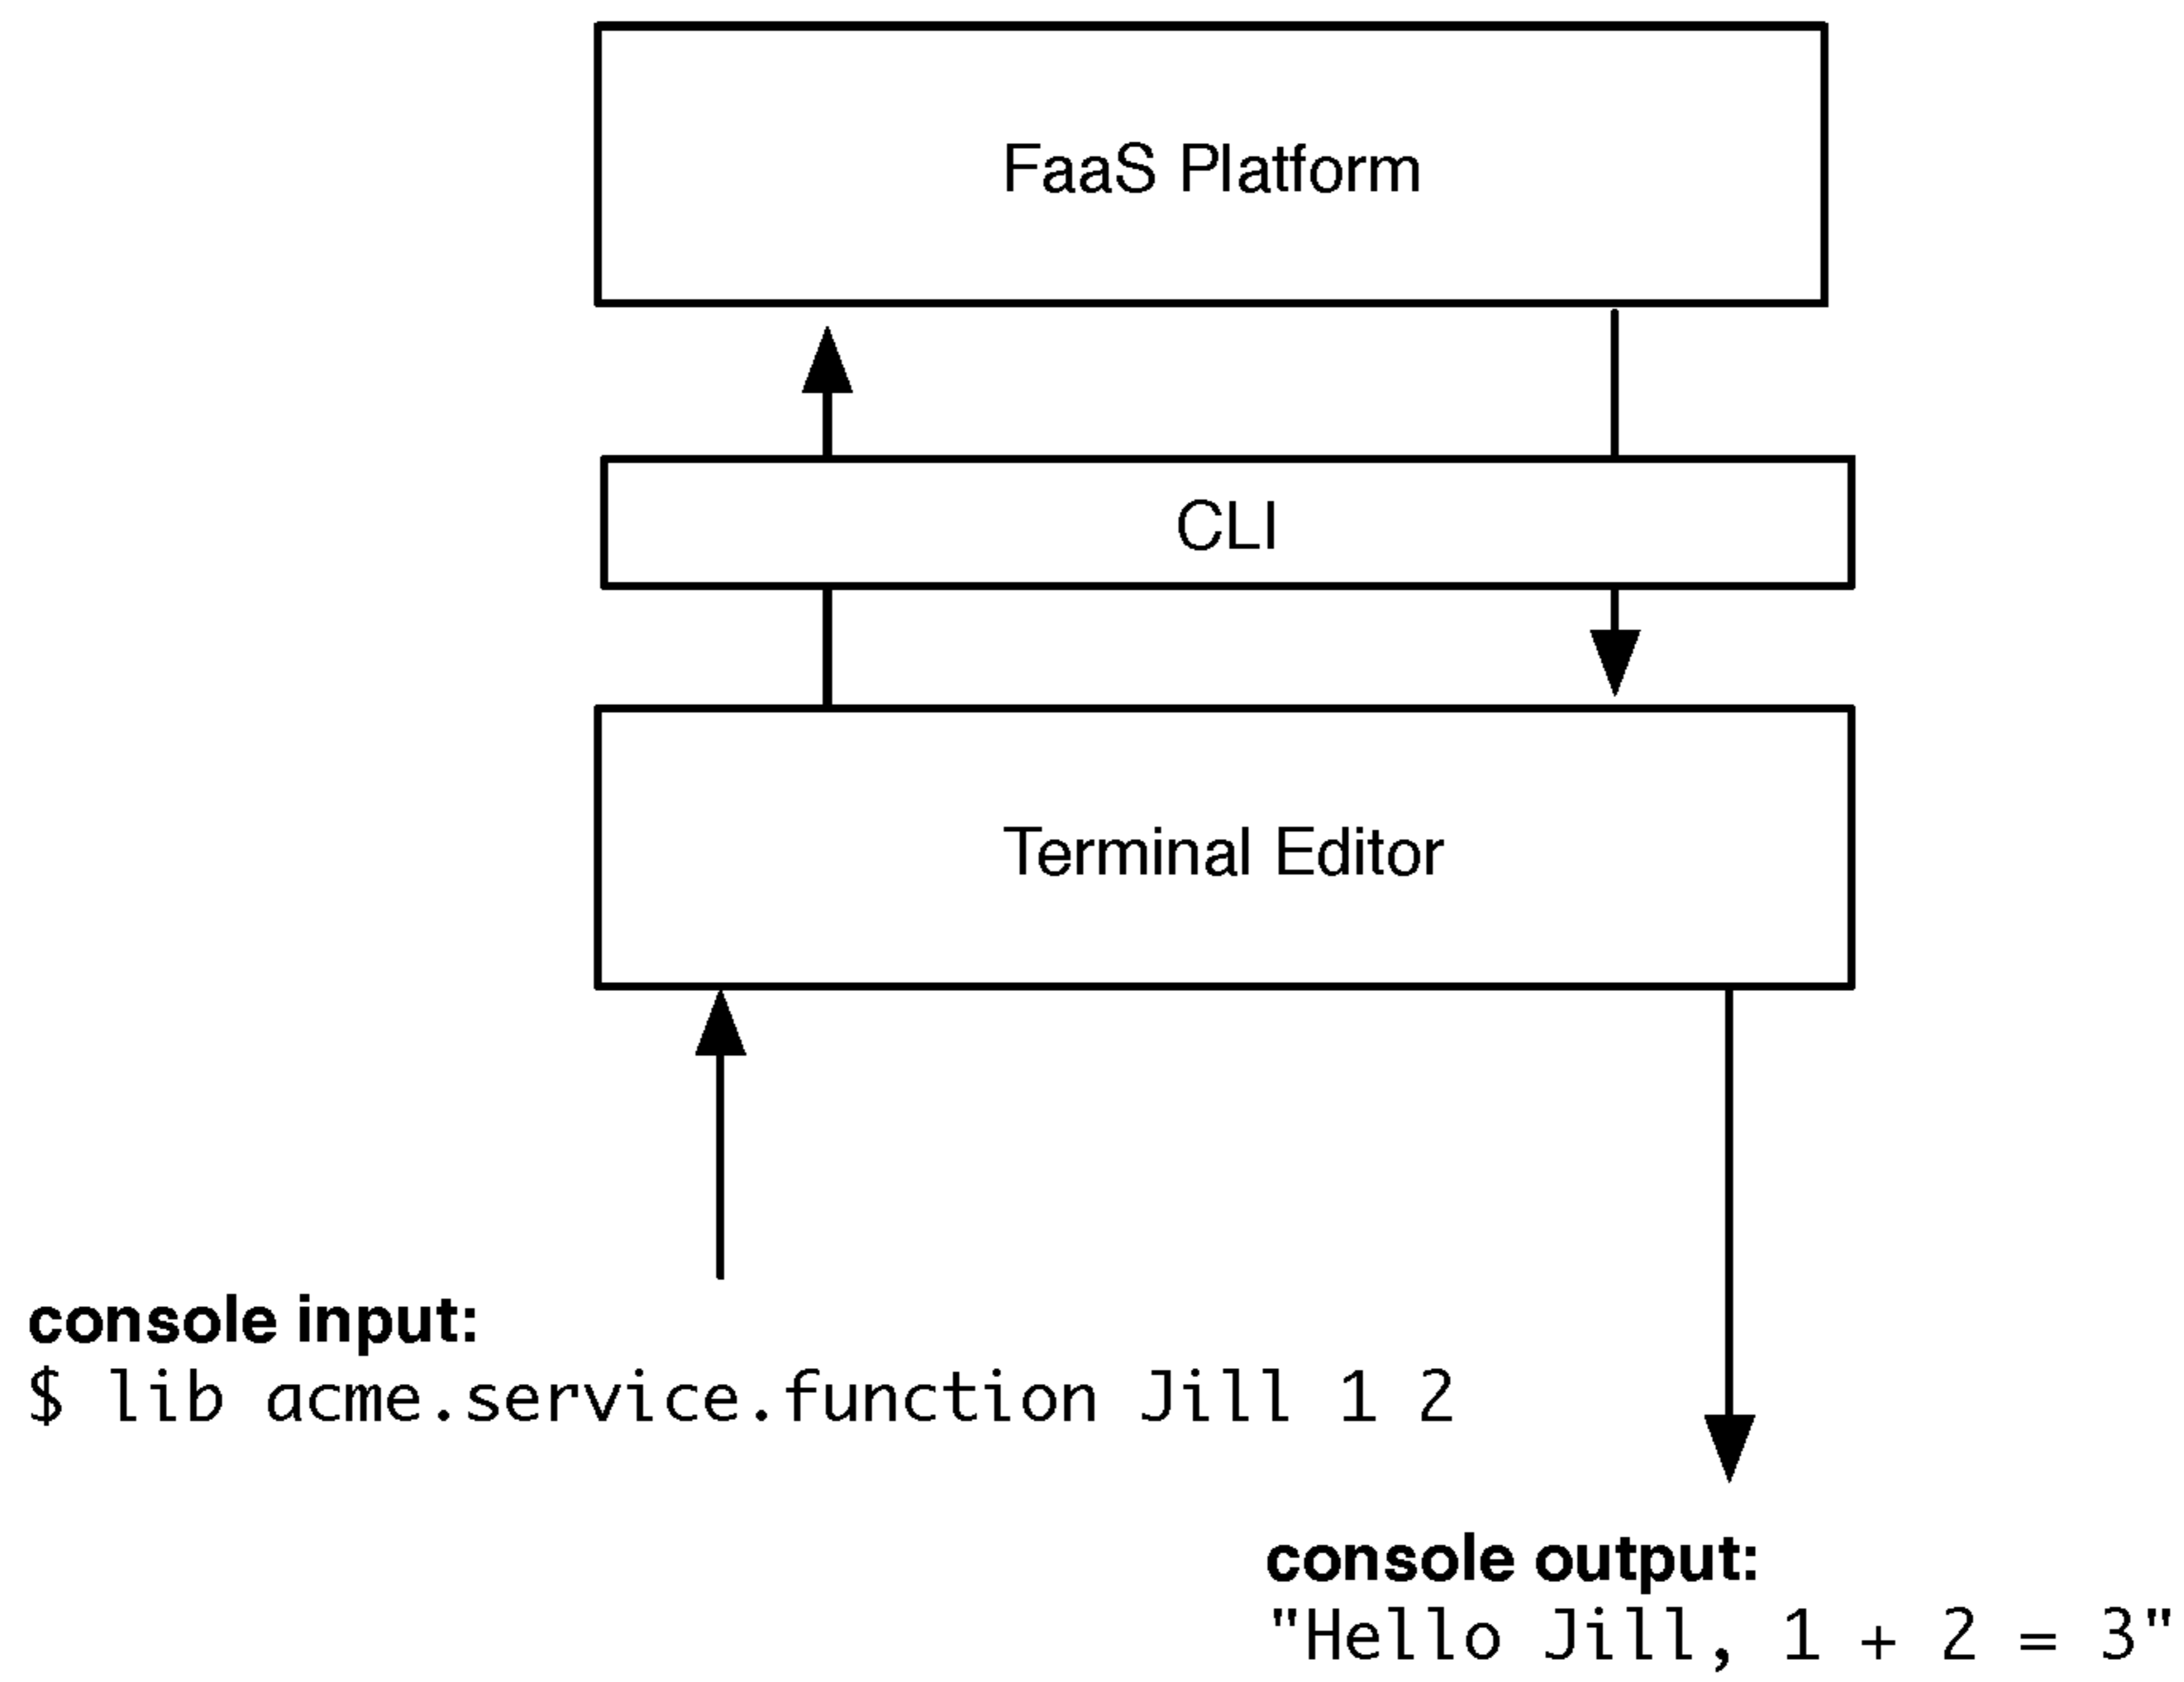 FaaS Platform
CLI
Terminal Editor
console input:
$ lib acme.service.function Jill 1 2
console output:
"Hello Jill, 1 + 2 = 3"